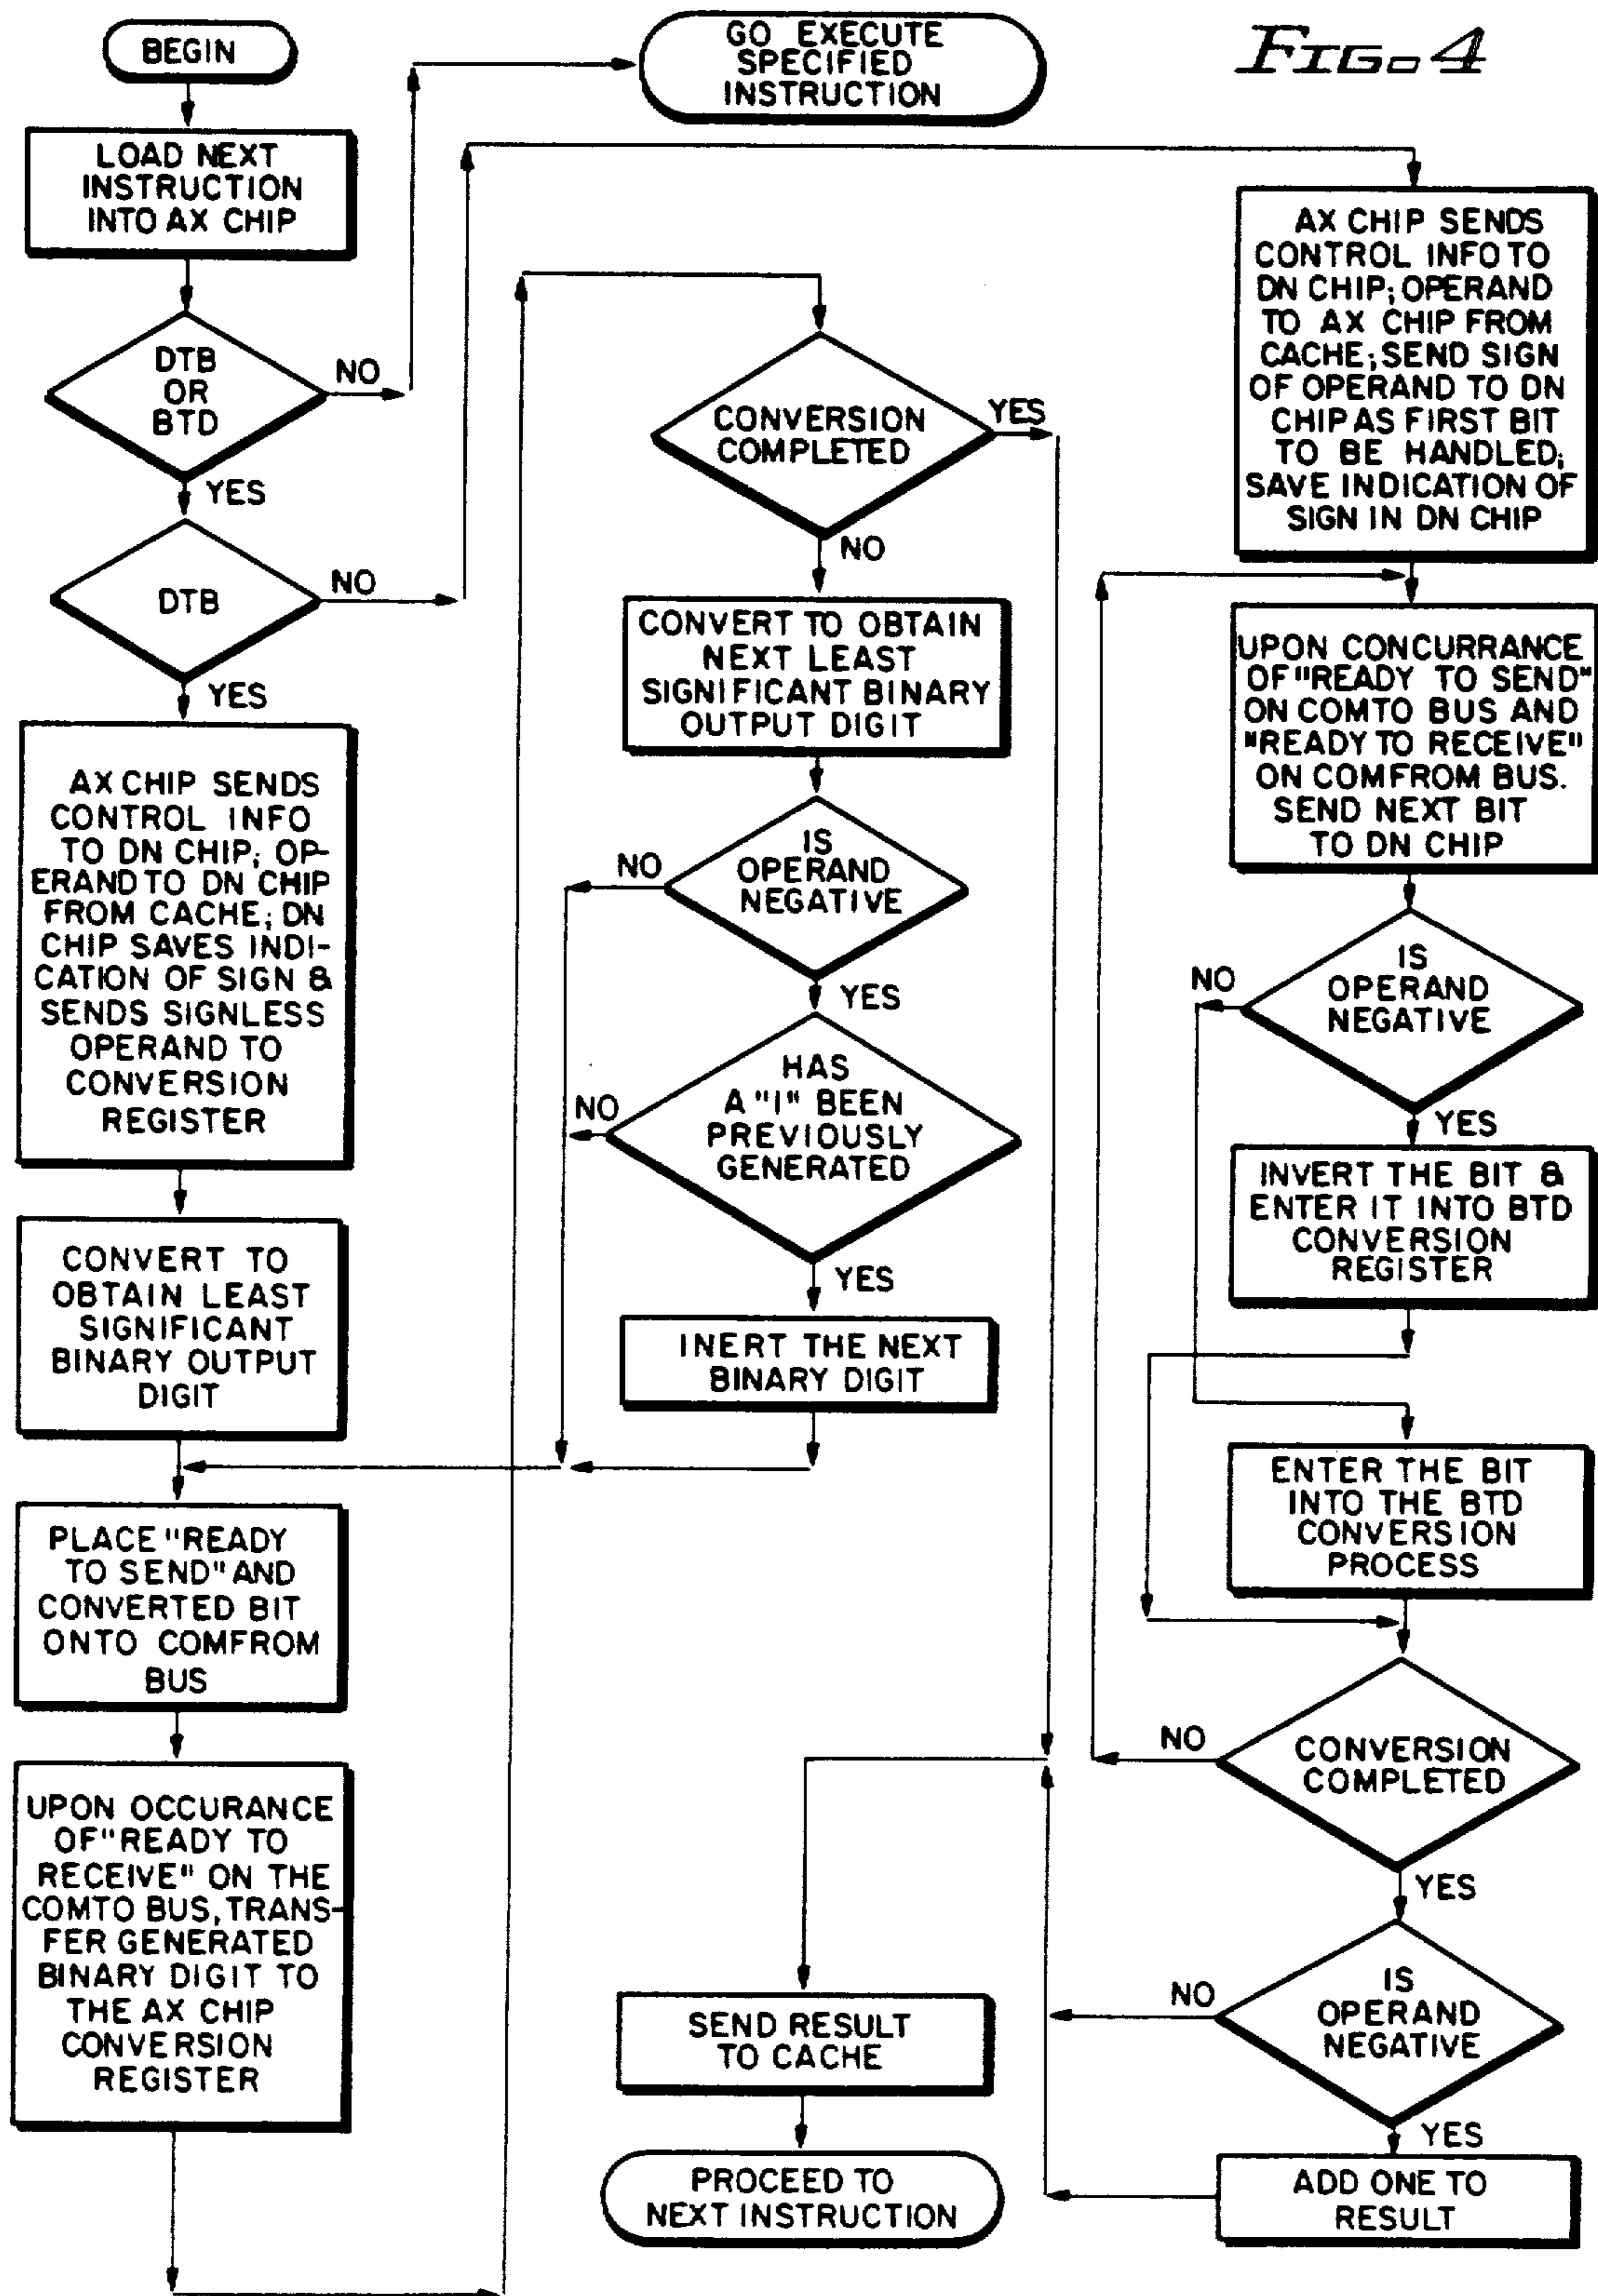 FIG. 4
BEGIN
GO EXECUTE
SPECIFIED
INSTRUCTION
LOAD NEXT
INSTRUCTION
INTO AX CHIP
DTB
OR
BTD
NO
YES
DTB
NO
YES
AX CHIP SENDS
CONTROL INFO
TO DN CHIP; OP-
ERAND TO DN CHIP
FROM CACHE; DN
CHIP SAVES INDI-
CATION OF SIGN &
SENDS SIGNLESS
OPERAND TO
CONVERSION
REGISTER
CONVERT TO
OBTAIN LEAST
SIGNIFICANT
BINARY OUTPUT
DIGIT
PLACE "READY
TO SEND" AND
CONVERTED BIT
ONTO COMFROM
BUS
UPON OCCURANCE
OF "READY TO
RECEIVE" ON THE
COMTO BUS, TRANS-
FER GENERATED
BINARY DIGIT TO
THE AX CHIP
CONVERSION
REGISTER
CONVERSION
COMPLETED
YES
NO
CONVERT TO OBTAIN
NEXT LEAST
SIGNIFICANT BINARY
OUTPUT DIGIT
IS
OPERAND
NEGATIVE
NO
YES
HAS
A "1" BEEN
PREVIOUSLY
GENERATED
NO
YES
INERT THE NEXT
BINARY DIGIT
SEND RESULT
TO CACHE
PROCEED TO
NEXT INSTRUCTION
AX CHIP SENDS
CONTROL INFO TO
DN CHIP; OPERAND
TO AX CHIP FROM
CACHE; SEND SIGN
OF OPERAND TO DN
CHIP AS FIRST BIT
TO BE HANDLED;
SAVE INDICATION OF
SIGN IN DN CHIP
UPON CONCURRANCE
OF "READY TO SEND"
ON COMTO BUS AND
"READY TO RECEIVE"
ON COMFROM BUS.
SEND NEXT BIT
TO DN CHIP
IS
OPERAND
NEGATIVE
NO
YES
INVERT THE BIT &
ENTER IT INTO BTD
CONVERSION
REGISTER
ENTER THE BIT
INTO THE BTD
CONVERSION
PROCESS
CONVERSION
COMPLETED
NO
YES
IS
OPERAND
NEGATIVE
NO
YES
ADD ONE TO
RESULT